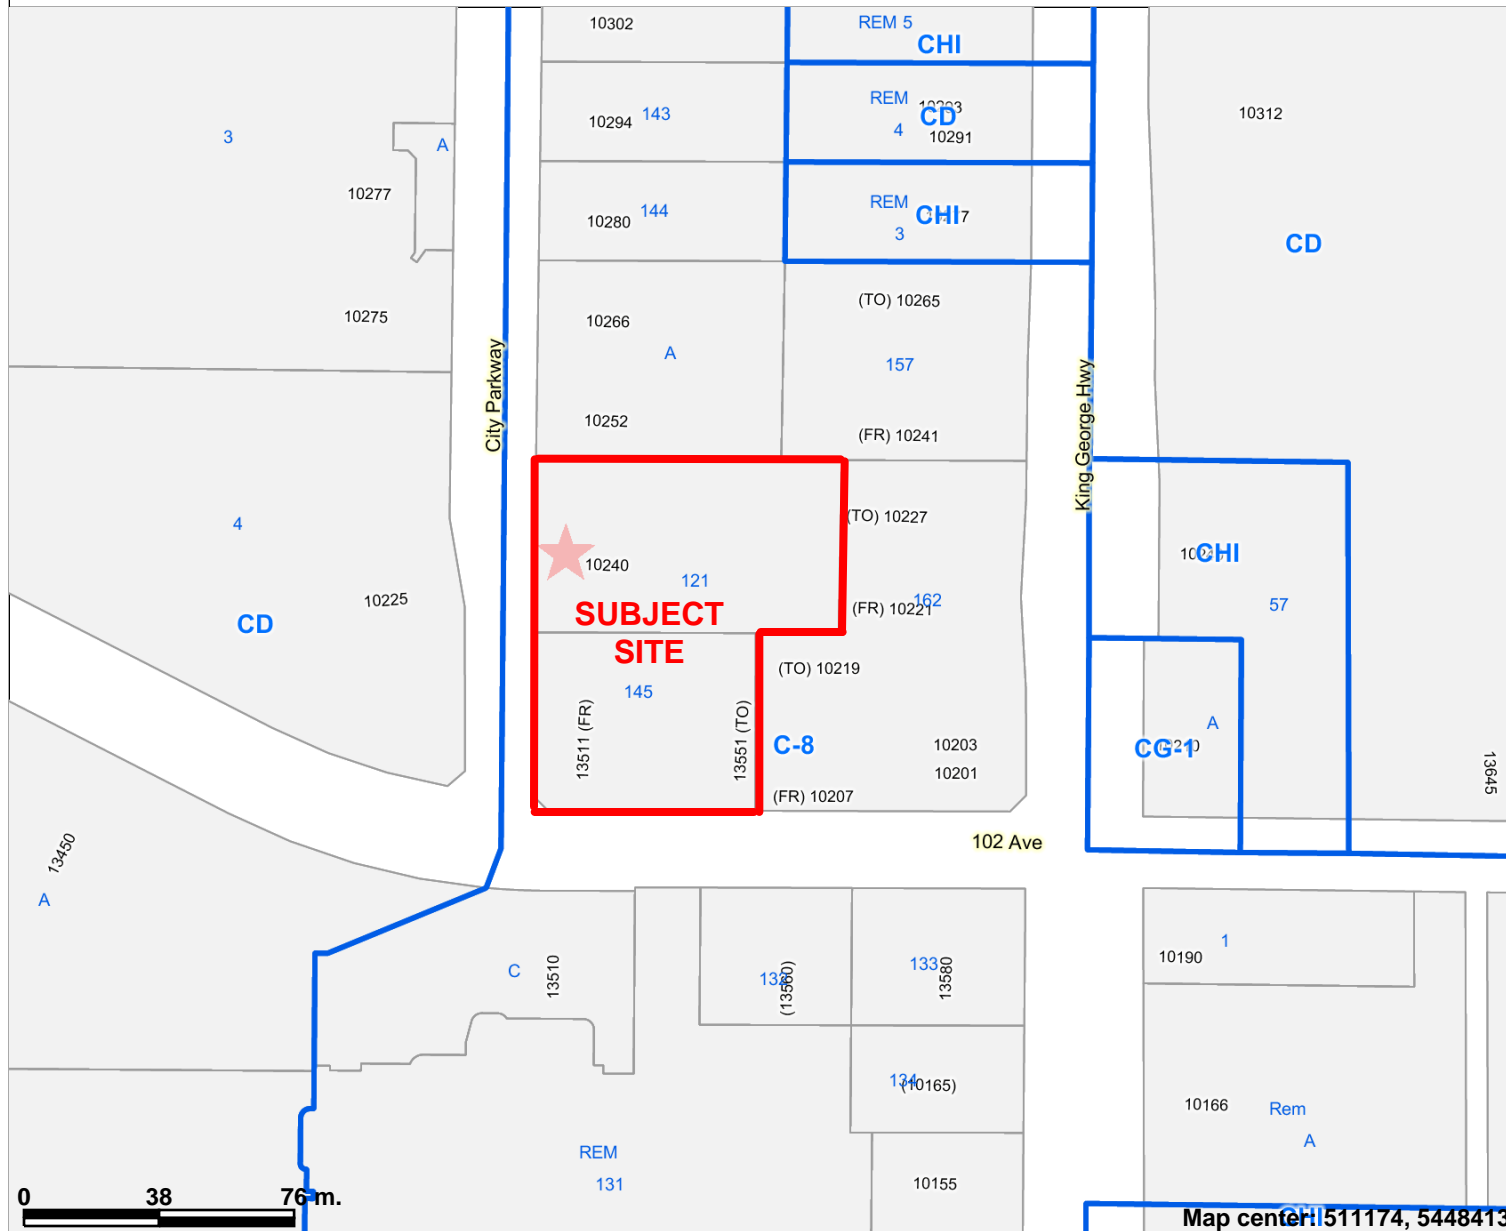 10302
REM 5
CHI
143
10294
REM
4
CD
10291
10312
3
A
10277
144
10280
REM
3
CHI
CD
10275
10266
A
10252
(TO) 10265
157
(FR) 10241
City Parkway
King George Hwy
4
10225
CD
10240
121
SUBJECT
SITE
145
13511 (FR)
13551 (TO)
(TO) 10227
162
(FR) 10221
(TO) 10219
C-8
10203
10201
(FR) 10207
CHI
57
A
CG-1
13645
102 Ave
13450
A
C
13510
132
(13560)
133
13580
134
(10165)
10155
1
10190
10166
Rem
A
REM
131
0 38 76 m.
CHI
Map center: 511174, 5448413